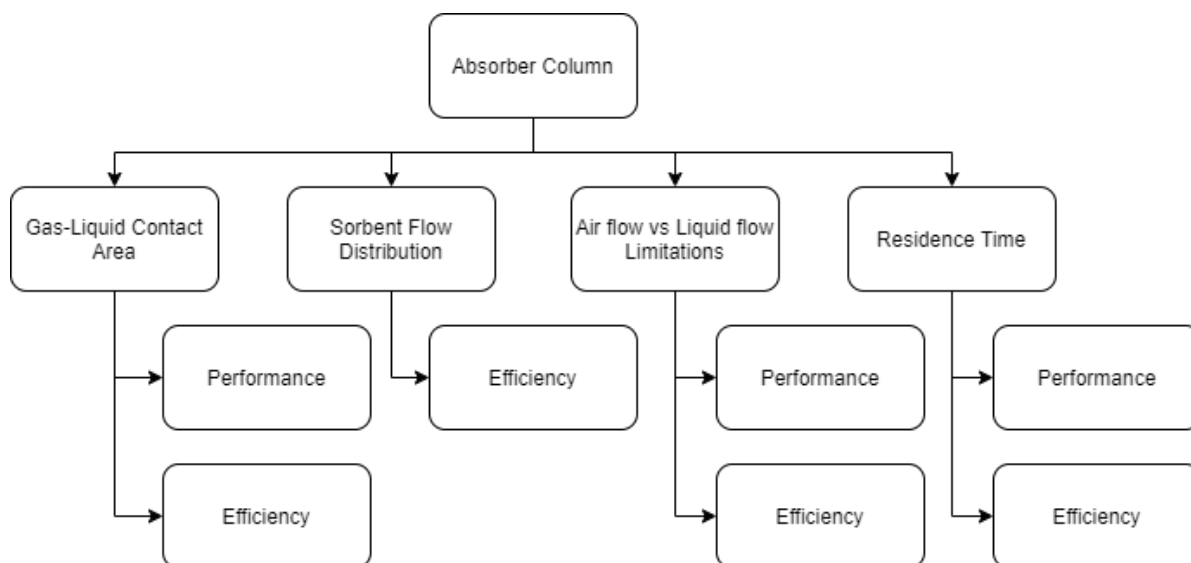 Absorber Column
Gas-Liquid Contact
Area
Sorbent Flow
Distribution
Air flow vs Liquid flow
Limitations
Residence Time
Performance
Efficiency
Performance
Performance
Efficiency
Efficiency
Efficiency